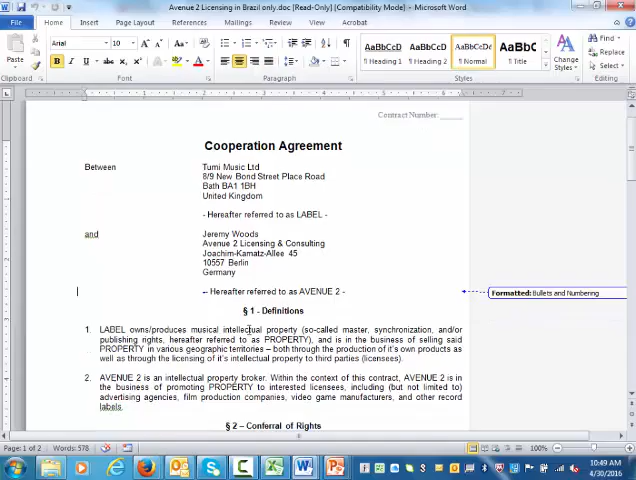 Avenue 2 Licensing in Brazil only.doc [Read-Only] [Compatibility Mode] - Microsoft Word
File Home Insert Page Layout References Mailings Review View Acrobat
Paste
Arial 10
Find
Replace
Select
AaBbCcD AaBbCcD AaBbCcDc AaBbC
¶ Heading 1 ¶ Heading 2 ¶ Normal ¶ Title
Change Styles
Clipboard Font Paragraph Styles Editing
Contract Number: _____
Cooperation Agreement
Between Tumi Music Ltd
8/9 New Bond Street Place Road
Bath BA1 1BH
United Kingdom
- Hereafter referred to as LABEL -
and Jeremy Woods
Avenue 2 Licensing & Consulting
Joachim-Karnatz-Allee 45
10557 Berlin
Germany
– Hereafter referred to as AVENUE 2 -
Formatted: Bullets and Numbering
§ 1 - Definitions
1. LABEL owns/produces musical intellectual property (so-called master, synchronization, and/or
publishing rights, hereafter referred to as PROPERTY), and is in the business of selling said
PROPERTY in various geographic territories – both through the production of it's own products as
well as through the licensing of it's intellectual property to third parties (licensees).
2. AVENUE 2 is an intellectual property broker. Within the context of this contract, AVENUE 2 is in
the business of promoting PROPERTY to interested licensees, including (but not limited to)
advertising agencies, film production companies, video game manufacturers, and other record
labels.
§ 2 – Conferral of Rights
Page: 1 of 2 Words: 578 100%
10:49 AM
4/30/2016